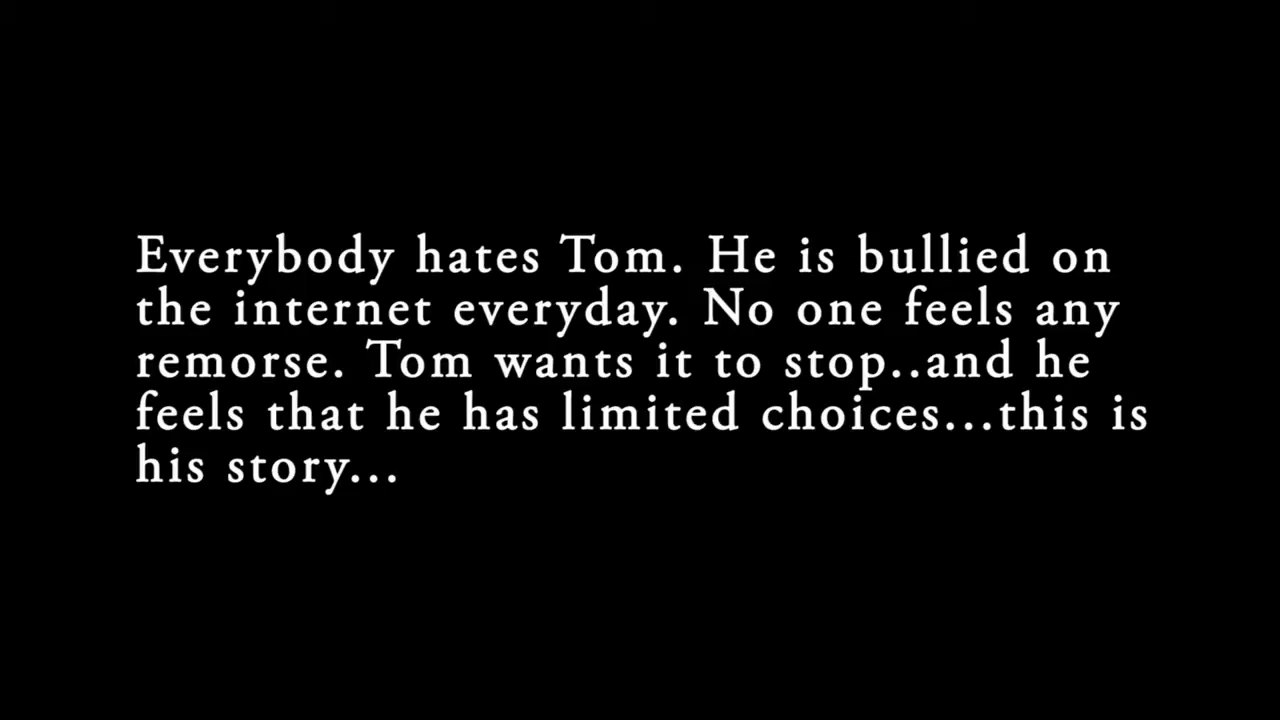 Everybody hates Tom. He is bullied on
the internet everyday. No one feels any
remorse. Tom wants it to stop..and he
feels that he has limited choices...this is
his story...